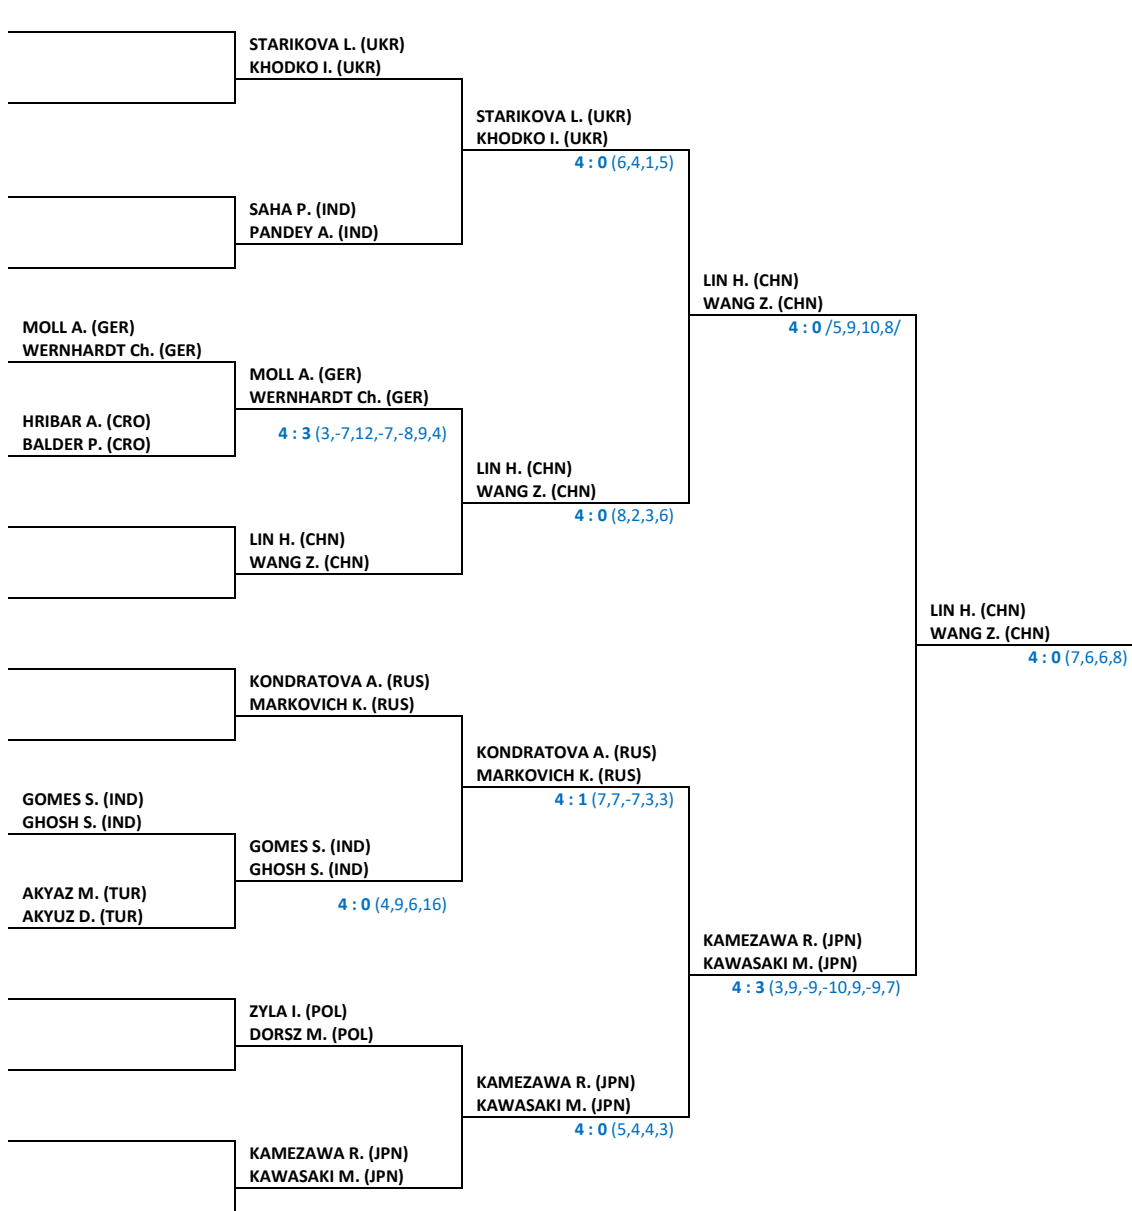 STARIKOVA L. (UKR)
KHODKO I. (UKR)
STARIKOVA L. (UKR)
KHODKO I. (UKR)
4 : 0 (6,4,1,5)
SAHA P. (IND)
PANDEY A. (IND)
LIN H. (CHN)
WANG Z. (CHN)
4 : 0 /5,9,10,8/
MOLL A. (GER)
WERNHARDT Ch. (GER)
MOLL A. (GER)
WERNHARDT Ch. (GER)
4 : 3 (3,-7,12,-7,-8,9,4)
HRIBAR A. (CRO)
BALDER P. (CRO)
LIN H. (CHN)
WANG Z. (CHN)
4 : 0 (8,2,3,6)
LIN H. (CHN)
WANG Z. (CHN)
LIN H. (CHN)
WANG Z. (CHN)
4 : 0 (7,6,6,8)
KONDRATOVA A. (RUS)
MARKOVICH K. (RUS)
KONDRATOVA A. (RUS)
MARKOVICH K. (RUS)
4 : 1 (7,7,-7,3,3)
GOMES S. (IND)
GHOSH S. (IND)
GOMES S. (IND)
GHOSH S. (IND)
4 : 0 (4,9,6,16)
AKYAZ M. (TUR)
AKYUZ D. (TUR)
KAMEZAWA R. (JPN)
KAWASAKI M. (JPN)
4 : 3 (3,9,-9,-10,9,-9,7)
ZYLA I. (POL)
DORSZ M. (POL)
KAMEZAWA R. (JPN)
KAWASAKI M. (JPN)
4 : 0 (5,4,4,3)
KAMEZAWA R. (JPN)
KAWASAKI M. (JPN)